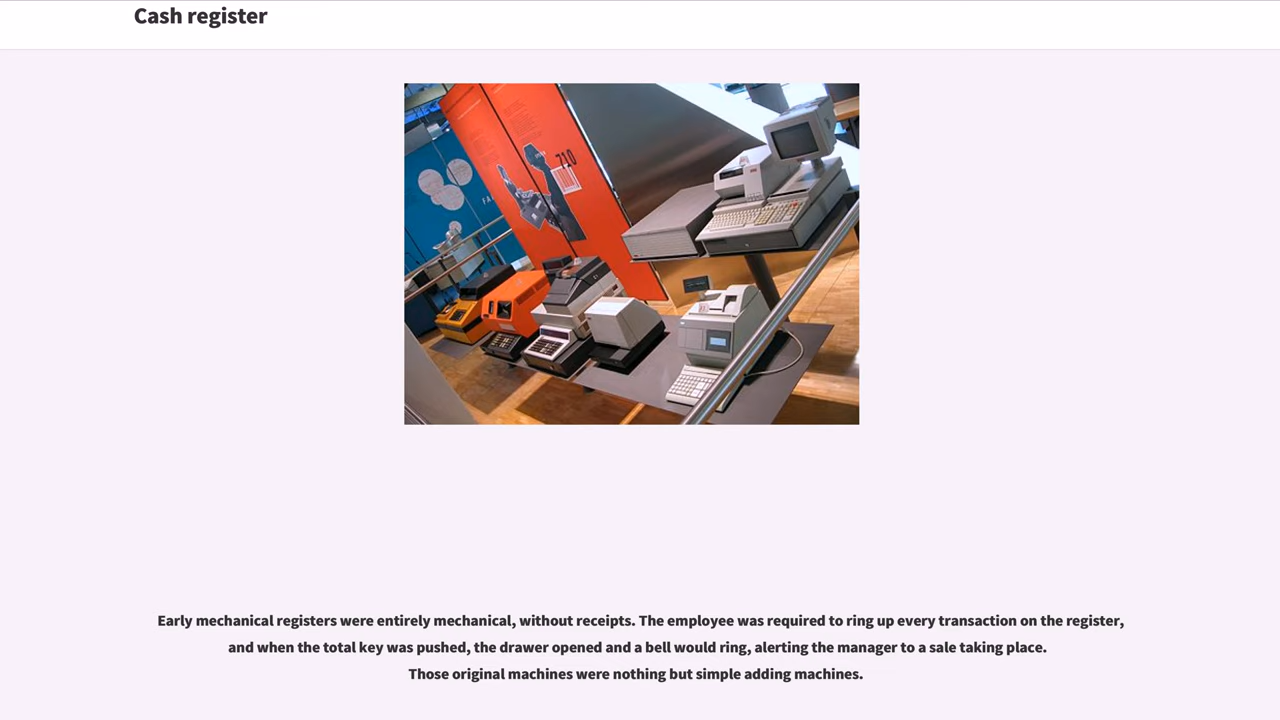 Cash register
710
FA
Early mechanical registers were entirely mechanical, without receipts. The employee was required to ring up every transaction on the register,
and when the total key was pushed, the drawer opened and a bell would ring, alerting the manager to a sale taking place.
Those original machines were nothing but simple adding machines.